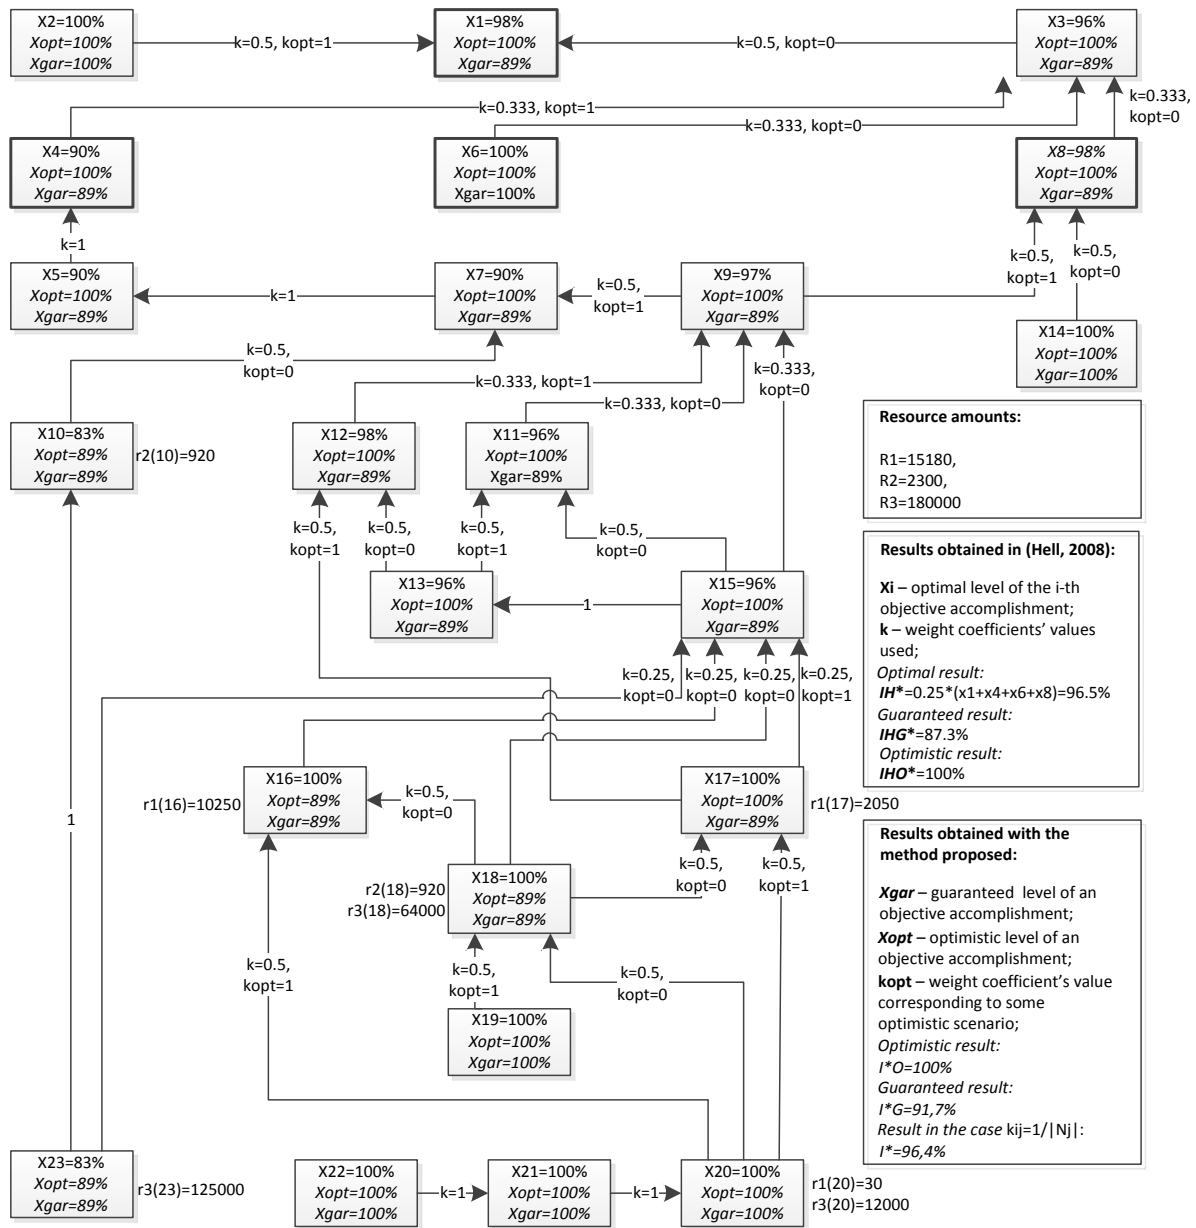 X2=100%
Xopt=100%
Xgar=100%
k=0.5, kopt=1
X1=98%
Xopt=100%
Xgar=89%
k=0.5, kopt=0
X3=96%
Xopt=100%
Xgar=89%
k=0.333, kopt=1
k=0.333, kopt=0
k=0.333,
kopt=0
X4=90%
Xopt=100%
Xgar=89%
X6=100%
Xopt=100%
Xgar=100%
X8=98%
Xopt=100%
Xgar=89%
k=1
k=0.5,
kopt=1
k=0.5,
kopt=0
X5=90%
Xopt=100%
Xgar=89%
k=1
X7=90%
Xopt=100%
Xgar=89%
k=0.5,
kopt=1
X9=97%
Xopt=100%
Xgar=89%
X14=100%
Xopt=100%
Xgar=100%
k=0.5,
kopt=0
k=0.333, kopt=1
k=0.333, kopt=0
k=0.333,
kopt=0
X10=83%
Xopt=89%
Xgar=89%
r2(10)=920
X12=98%
Xopt=100%
Xgar=89%
X11=96%
Xopt=100%
Xgar=89%
Resource amounts:
R1=15180,
R2=2300,
R3=180000
k=0.5,
kopt=1
k=0.5,
kopt=0
k=0.5,
kopt=1
k=0.5,
kopt=0
X13=96%
Xopt=100%
Xgar=89%
1
X15=96%
Xopt=100%
Xgar=89%
Results obtained in (Hell, 2008):
Xi – optimal level of the i-th
objective accomplishment;
k – weight coefficients' values
used;
Optimal result:
IH*=0.25*(x1+x4+x6+x8)=96.5%
Guaranteed result:
IHG*=87.3%
Optimistic result:
IHO*=100%
k=0.25,
kopt=0
k=0.25,
kopt=0
k=0.25,
kopt=0
k=0.25,
kopt=1
X16=100%
Xopt=89%
Xgar=89%
r1(16)=10250
k=0.5,
kopt=0
X17=100%
Xopt=100%
Xgar=89%
r1(17)=2050
1
r2(18)=920
r3(18)=64000
X18=100%
Xopt=89%
Xgar=89%
k=0.5,
kopt=0
k=0.5,
kopt=1
Results obtained with the
method proposed:
Xgar – guaranteed level of an
objective accomplishment;
Xopt – optimistic level of an
objective accomplishment;
kopt – weight coefficient's value
corresponding to some
optimistic scenario;
Optimistic result:
I*O=100%
Guaranteed result:
I*G=91,7%
Result in the case kij=1/|Nj|:
I*=96,4%
k=0.5,
kopt=1
k=0.5,
kopt=1
k=0.5,
kopt=0
X19=100%
Xopt=100%
Xgar=100%
X23=83%
Xopt=89%
Xgar=89%
r3(23)=125000
X22=100%
Xopt=100%
Xgar=100%
k=1
X21=100%
Xopt=100%
Xgar=100%
k=1
X20=100%
Xopt=100%
Xgar=100%
r1(20)=30
r3(20)=12000